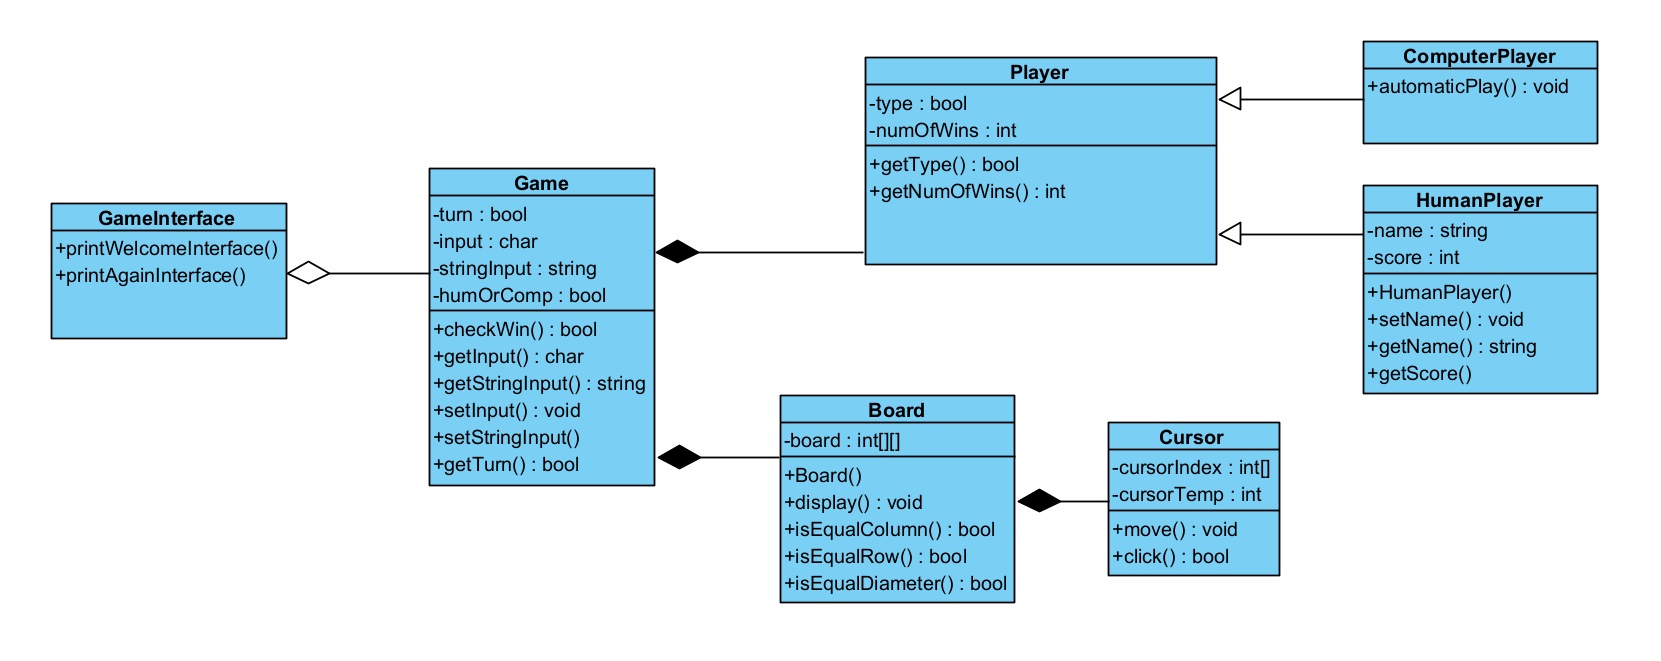 GameInterface
+printWelcomeInterface()
+printAgainInterface()
Game
-turn : bool
-input : char
-stringInput : string
-humOrComp : bool
+checkWin() : bool
+getInput() : char
+getStringInput() : string
+setInput() : void
+setStringInput()
+getTurn() : bool
Player
-type : bool
-numOfWins : int
+getType() : bool
+getNumOfWins() : int
ComputerPlayer
+automaticPlay() : void
HumanPlayer
-name : string
-score : int
+HumanPlayer()
+setName() : void
+getName() : string
+getScore()
Board
-board : int[][]
+Board()
+display() : void
+isEqualColumn() : bool
+isEqualRow() : bool
+isEqualDiameter() : bool
Cursor
-cursorIndex : int[]
-cursorTemp : int
+move() : void
+click() : bool